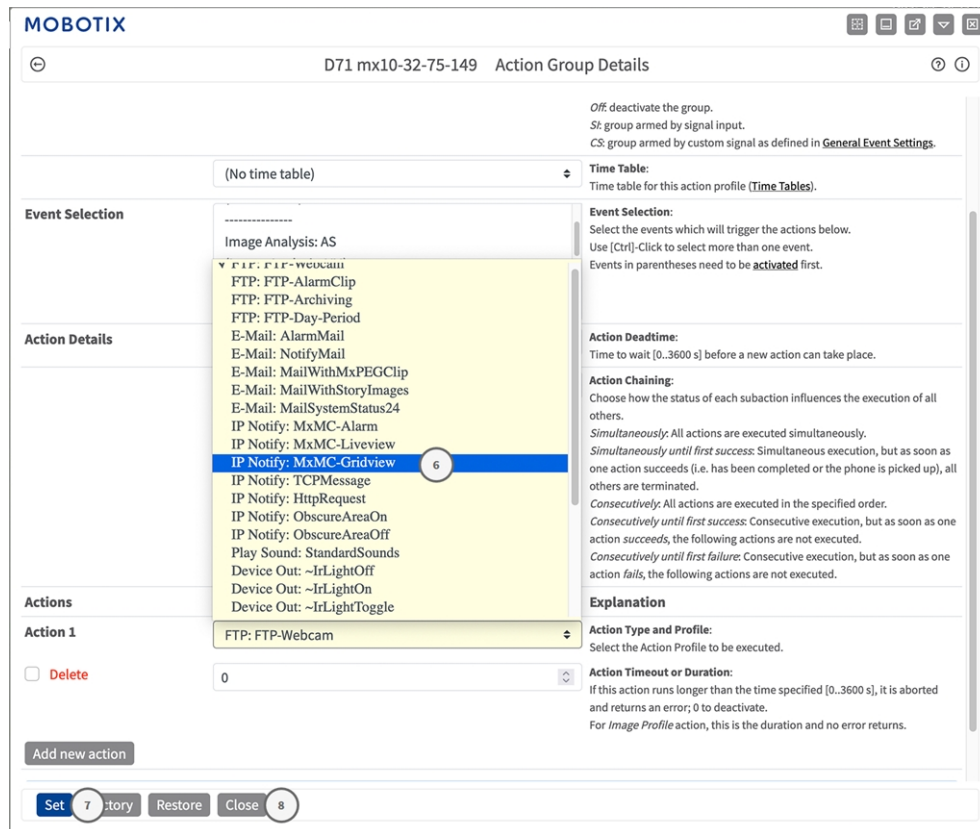 MOBOTIX
D71 mx10-32-75-149 Action Group Details
Off: deactivate the group.
SI: group armed by signal input.
CS: group armed by custom signal as defined in General Event Settings.
(No time table)
Time Table:
Time table for this action profile (Time Tables).
Event Selection
---------------
Image Analysis: AS
Event Selection:
Select the events which will trigger the actions below.
Use [Ctrl]-Click to select more than one event.
Events in parentheses need to be activated first.
FTP: FTP-Webcam
FTP: FTP-AlarmClip
FTP: FTP-Archiving
FTP: FTP-Day-Period
E-Mail: AlarmMail
E-Mail: NotifyMail
E-Mail: MailWithMxPEGClip
E-Mail: MailWithStoryImages
E-Mail: MailSystemStatus24
IP Notify: MxMC-Alarm
IP Notify: MxMC-Liveview
IP Notify: MxMC-Gridview 6
IP Notify: TCPMessage
IP Notify: HttpRequest
IP Notify: ObscureAreaOn
IP Notify: ObscureAreaOff
Play Sound: StandardSounds
Device Out: ~IrLightOff
Device Out: ~IrLightOn
Device Out: ~IrLightToggle
Action Details
Action Deadtime:
Time to wait [0..3600 s] before a new action can take place.
Action Chaining:
Choose how the status of each subaction influences the execution of all
others.
Simultaneously: All actions are executed simultaneously.
Simultaneously until first success: Simultaneous execution, but as soon as
one action succeeds (i.e. has been completed or the phone is picked up), all
others are terminated.
Consecutively: All actions are executed in the specified order.
Consecutively until first success: Consecutive execution, but as soon as one
action succeeds, the following actions are not executed.
Consecutively until first failure: Consecutive execution, but as soon as one
action fails, the following actions are not executed.
Actions
Explanation
Action 1
FTP: FTP-Webcam
Action Type and Profile:
Select the Action Profile to be executed.
Delete
0
Action Timeout or Duration:
If this action runs longer than the time specified [0..3600 s], it is aborted
and returns an error; 0 to deactivate.
For Image Profile action, this is the duration and no error returns.
Add new action
Set 7 tory Restore Close 8